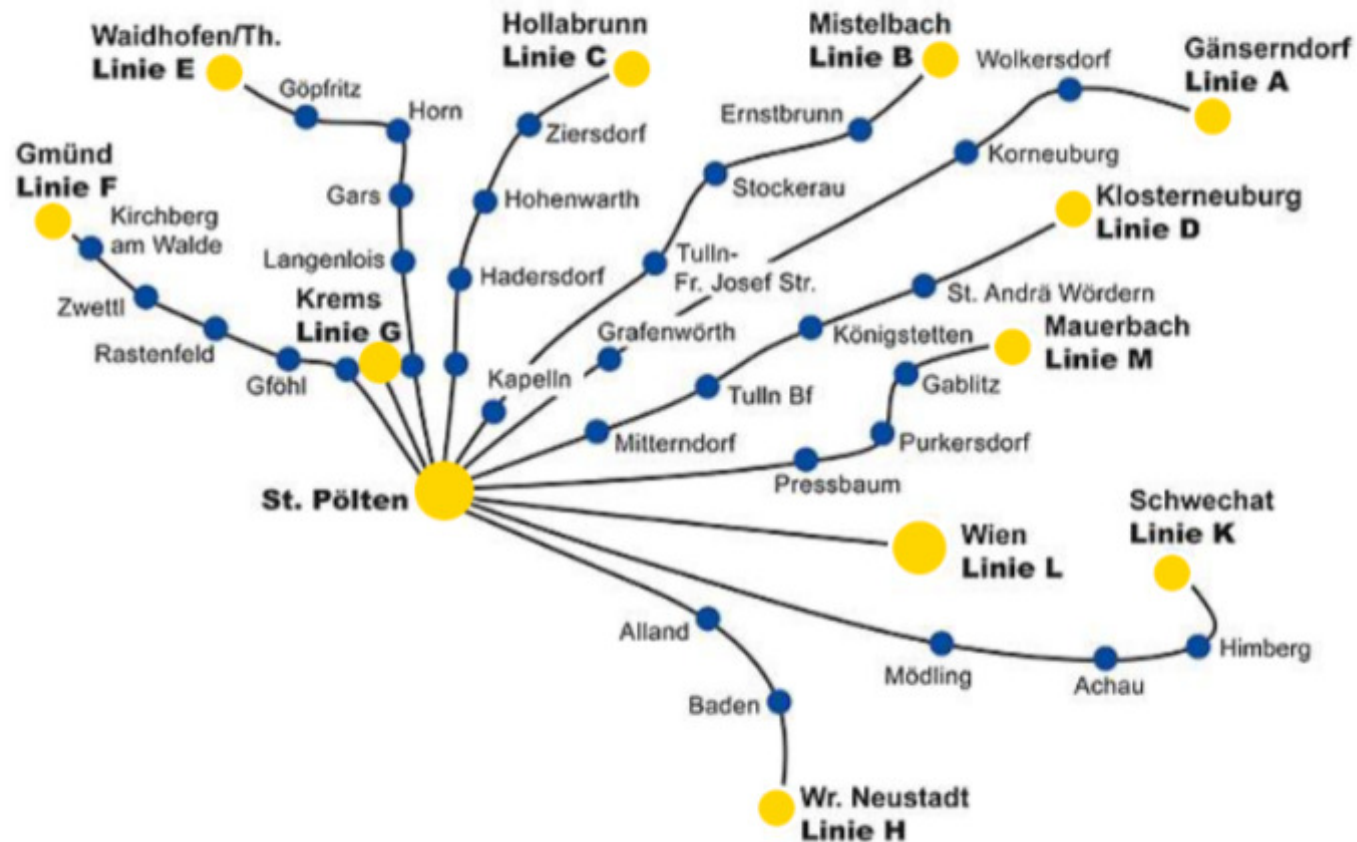 Waidhofen/Th.
Linie E
Göpfritz
Horn
Gars
Langenlois
Gmünd
Linie F
Kirchberg
am Walde
Zwettl
Rastenfeld
Gföhl
Krems
Linie G
Hollabrunn
Linie C
Ziersdorf
Hohenwarth
Hadersdorf
Mistelbach
Linie B
Ernstbrunn
Stockerau
Tulln-
Fr. Josef Str.
Kapelln
Gänserndorf
Linie A
Wolkersdorf
Korneuburg
Grafenwörth
Klosterneuburg
Linie D
St. Andrä Wördern
Königstetten
Tulln Bf
Mitterndorf
Mauerbach
Linie M
Gablitz
Purkersdorf
Pressbaum
St. Pölten
Wien
Linie L
Schwechat
Linie K
Himberg
Achau
Mödling
Alland
Baden
Wr. Neustadt
Linie H